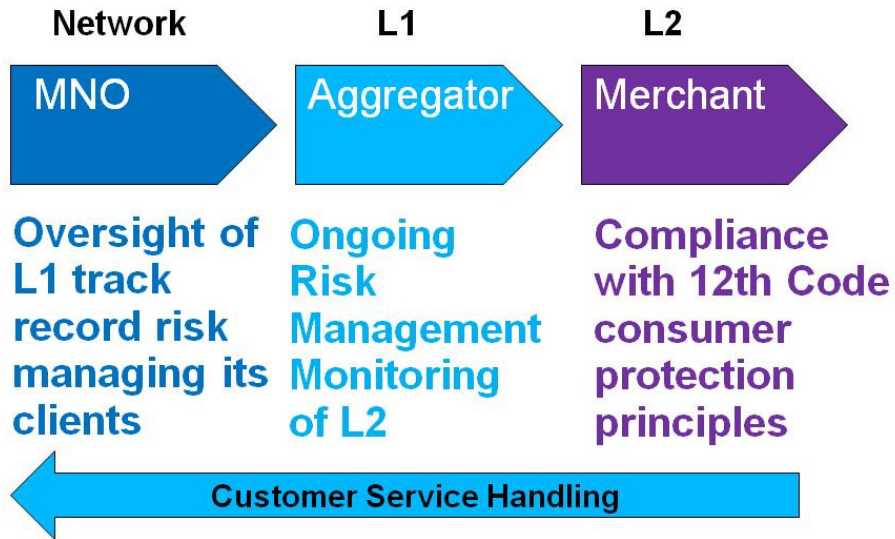 Network
L1
L2
MNO
Aggregator
Merchant
Oversight of
L1 track
record risk
managing its
clients
Ongoing
Risk
Management
Monitoring
of L2
Compliance
with 12th Code
consumer
protection
principles
Customer Service Handling